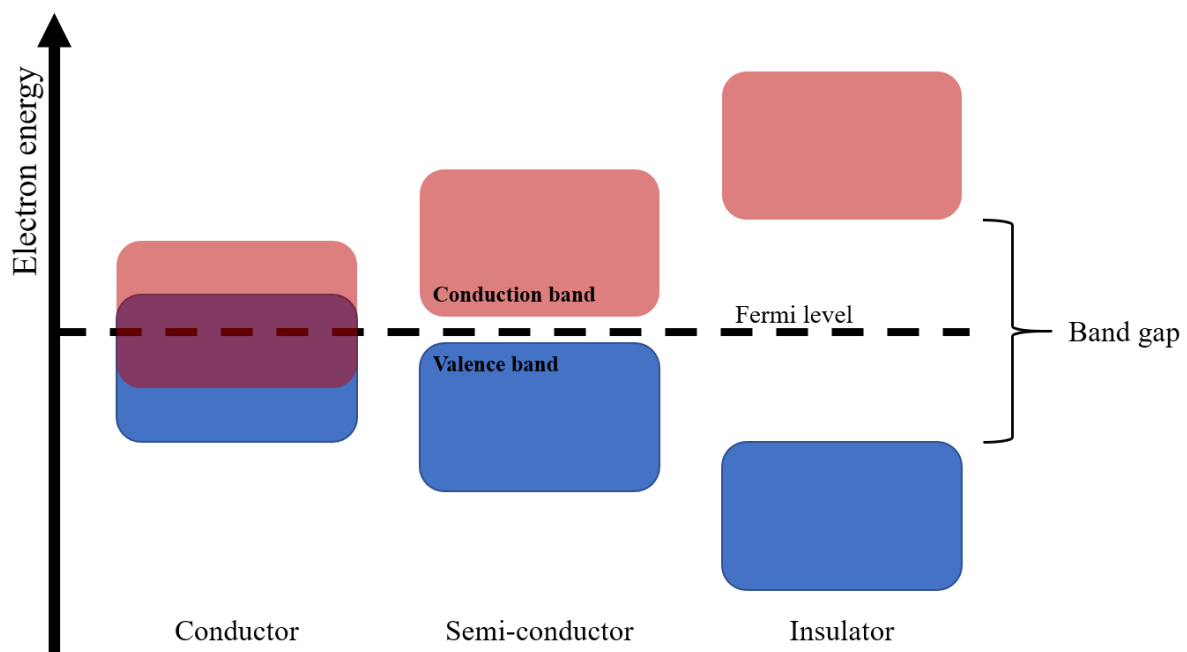 Electron energy
Conduction band
Fermi level
Band gap
Valence band
Conductor
Semi-conductor
Insulator